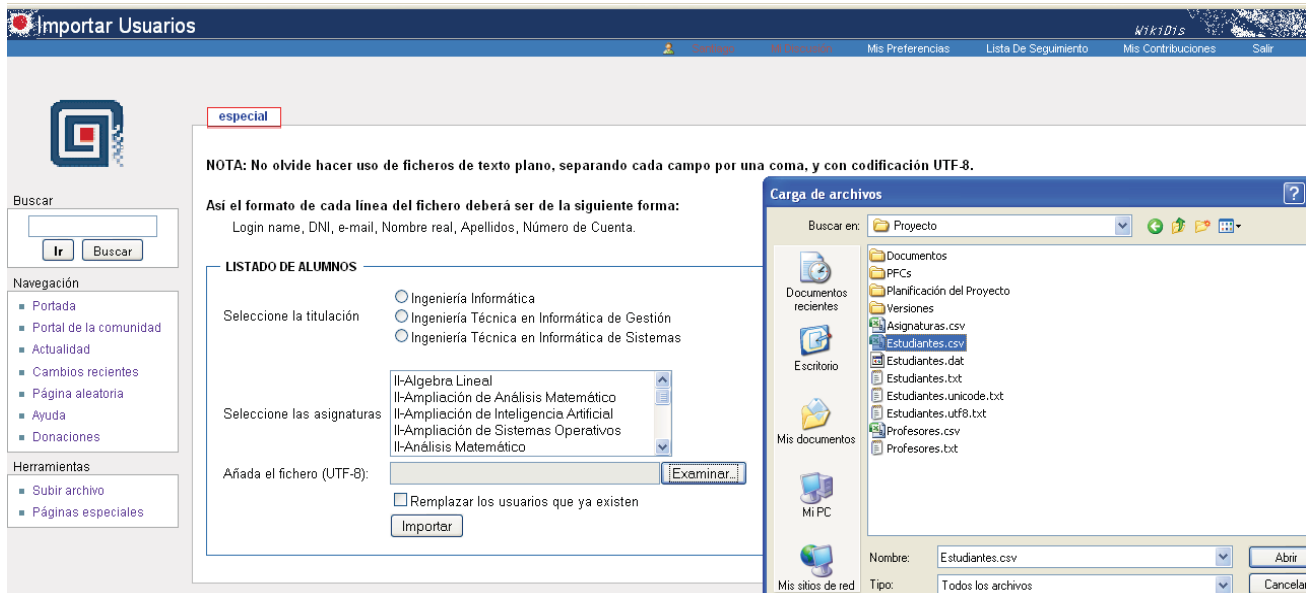 Importar Usuarios
WikiDis
Mis Preferencias
Lista De Seguimiento
Mis Contribuciones
Salir
especial
NOTA: No olvide hacer uso de ficheros de texto plano, separando cada campo por una coma, y con codificación UTF-8.
Así el formato de cada línea del fichero deberá ser de la siguiente forma:
Login name, DNI, e-mail, Nombre real, Apellidos, Número de Cuenta.
Buscar
Ir
Buscar
Navegación
Portada
Portal de la comunidad
Actualidad
Cambios recientes
Página aleatoria
Ayuda
Donaciones
Herramientas
Subir archivo
Páginas especiales
LISTADO DE ALUMNOS
Seleccione la titulación
Ingeniería Informática
Ingeniería Técnica en Informática de Gestión
Ingeniería Técnica en Informática de Sistemas
Seleccione las asignaturas
II-Algebra Lineal
II-Ampliación de Análisis Matemático
II-Ampliación de Inteligencia Artificial
II-Ampliación de Sistemas Operativos
II-Análisis Matemático
Añada el fichero (UTF-8):
Examinar...
Remplazar los usuarios que ya existen
Importar
Carga de archivos
?
Buscar en:
Proyecto
Documentos recientes
Escritorio
Mis documentos
Mi PC
Mis sitios de red
Documentos
PFCs
Planificación del Proyecto
Versiones
Asignaturas.csv
Estudiantes.csv
Estudiantes.dat
Estudiantes.txt
Estudiantes.unicode.txt
Estudiantes.utf8.txt
Profesores.csv
Profesores.txt
Nombre:
Estudiantes.csv
Abrir
Tipo:
Todos los archivos
Cancelar